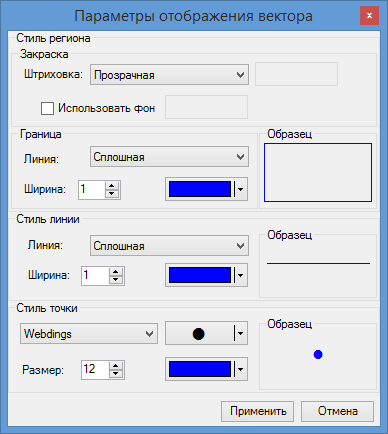 Параметры отображения вектора
x
Стиль региона
Закраска
Штриховка: Прозрачная
Использовать фон
Граница
Образец
Линия: Сплошная
Ширина: 1
Стиль линии
Линия: Сплошная
Образец
Ширина: 1
Стиль точки
Webdings
Образец
Размер: 12
Применить Отмена